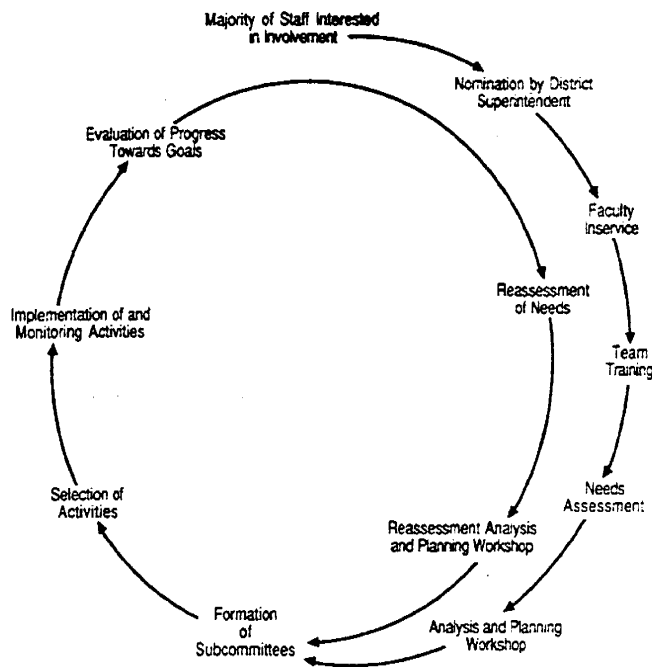 Majority of Staff Interested
in Involvement
Nomination by District
Superintendent
Evaluation of Progress
Towards Goals
Faculty
Inservice
Reassessment
of Needs
Implementation of and
Monitoring Activities
Team
Training
Selection of
Activities
Needs
Assessment
Reassessment Analysis
and Planning Workshop
Formation
of
Subcommittees
Analysis and Planning
Workshop